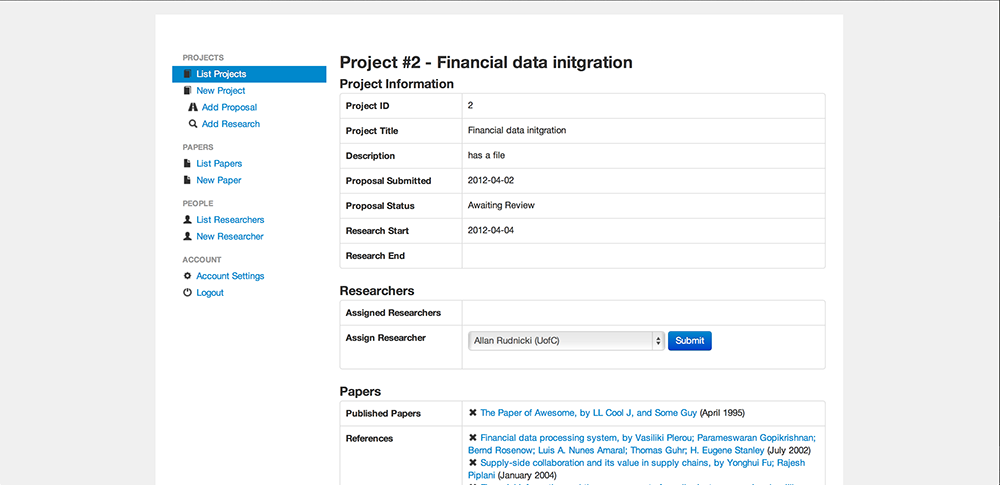 PROJECTS
List Projects
New Project
Add Proposal
Add Research
PAPERS
List Papers
New Paper
PEOPLE
List Researchers
New Researcher
ACCOUNT
Account Settings
Logout
Project #2 - Financial data initgration
Project Information
Project ID 2
Project Title Financial data initgration
Description has a file
Proposal Submitted 2012-04-02
Proposal Status Awaiting Review
Research Start 2012-04-04
Research End
Researchers
Assigned Researchers
Assign Researcher Allan Rudnicki (UofC) Submit
Papers
Published Papers The Paper of Awesome, by LL Cool J, and Some Guy (April 1995)
References Financial data processing system, by Vasiliki Plerou; Parameswaran Gopikrishnan;
Bernd Rosenow; Luis A. Nunes Amaral; Thomas Guhr; H. Eugene Stanley (July 2002)
Supply-side collaboration and its value in supply chains, by Yonghui Fu; Rajesh
Piplani (January 2004)